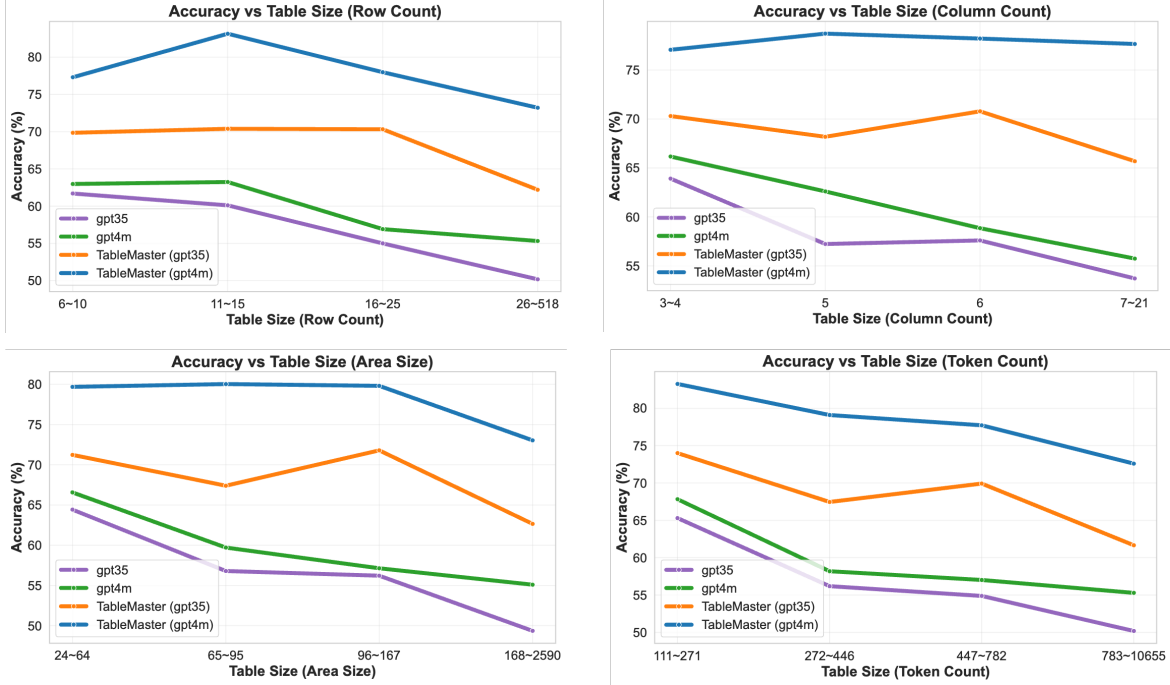 Accuracy vs Table Size (Row Count)
Accuracy (%)
80
75
70
65
60
55
50
gpt35
gpt4m
TableMaster (gpt35)
TableMaster (gpt4m)
6~10
11~15
16~25
26~518
Table Size (Row Count)
Accuracy vs Table Size (Column Count)
Accuracy (%)
75
70
65
60
55
gpt35
gpt4m
TableMaster (gpt35)
TableMaster (gpt4m)
3~4
5
6
7~21
Table Size (Column Count)
Accuracy vs Table Size (Area Size)
Accuracy (%)
80
75
70
65
60
55
50
gpt35
gpt4m
TableMaster (gpt35)
TableMaster (gpt4m)
24~64
65~95
96~167
168~2590
Table Size (Area Size)
Accuracy vs Table Size (Token Count)
Accuracy (%)
80
75
70
65
60
55
50
gpt35
gpt4m
TableMaster (gpt35)
TableMaster (gpt4m)
111~271
272~446
447~782
783~10655
Table Size (Token Count)